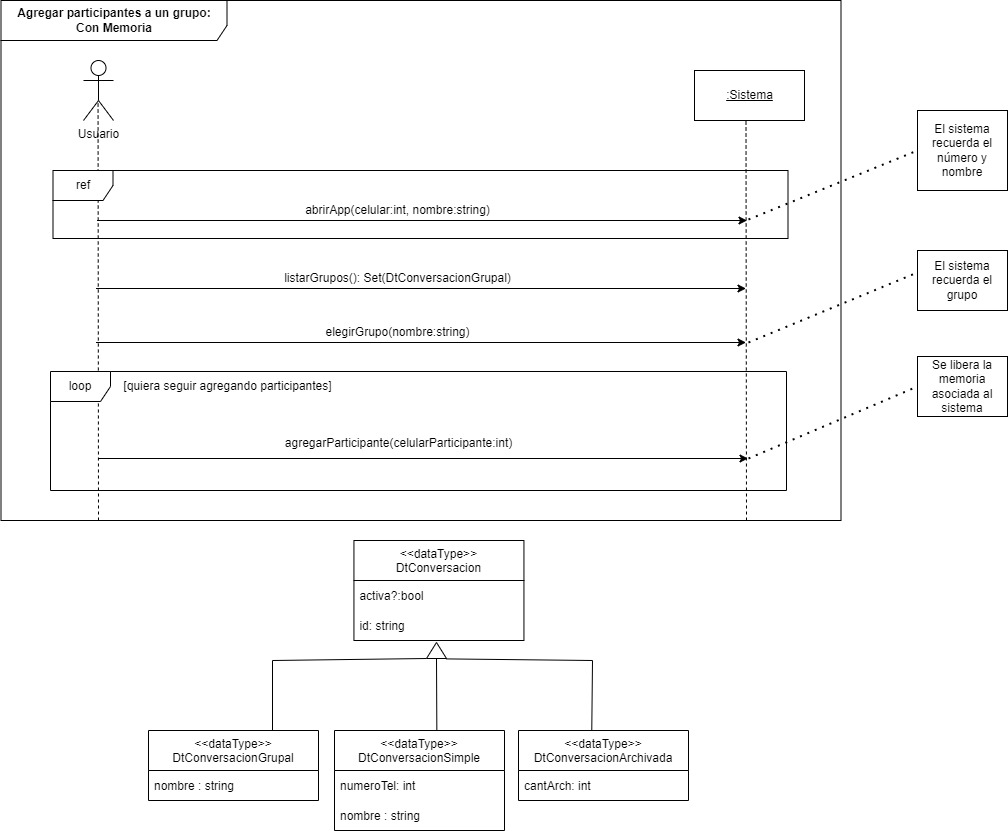 Agregar participantes a un grupo:
Con Memoria
Usuario
:Sistema
El sistema
recuerda el
número y
nombre
ref
abrirApp(celular:int, nombre:string)
listarGrupos(): Set(DtConversacionGrupal)
El sistema
recuerda el
grupo
elegirGrupo(nombre:string)
Se libera la
memoria
asociada al
sistema
loop
[quiera seguir agregando participantes]
agregarParticipante(celularParticipante:int)
<<dataType>>
DtConversacion
activa?:bool
id: string
<<dataType>>
DtConversacionGrupal
nombre : string
<<dataType>>
DtConversacionSimple
numeroTel: int
nombre : string
<<dataType>>
DtConversacionArchivada
cantArch: int